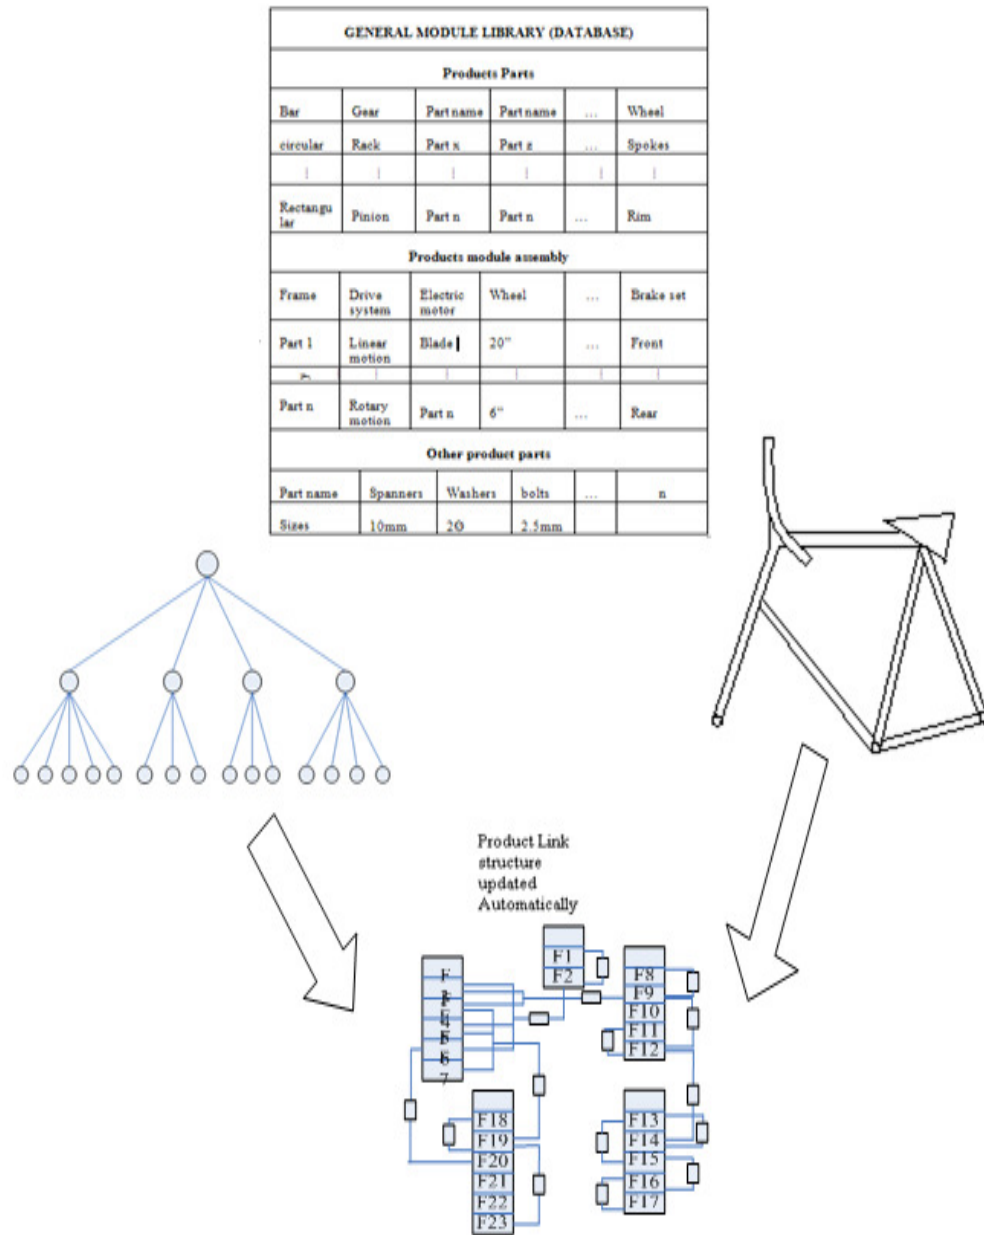 GENERAL MODULE LIBRARY (DATABASE)
Products Parts
Bar Gear Part name Part name ... Wheel
circular Rack Part x Part z ... Spokes
Rectangu
lar Pinion Part n Part n ... Rim
Products module assembly
Frame Drive system Electric motor Wheel ... Brake set
Part 1 Linear motion Blade 20" ... Front
Part n Rotary motion Part n 6" ... Rear
Other product parts
Part name Spanners Washers bolts ... n
Sizes 10mm 2.5mm
Product Link
structure
updated
Automatically
F1
F2
F8
F9
F10
F11
F12
F13
F14
F15
F16
F17
F18
F19
F20
F21
F22
F23